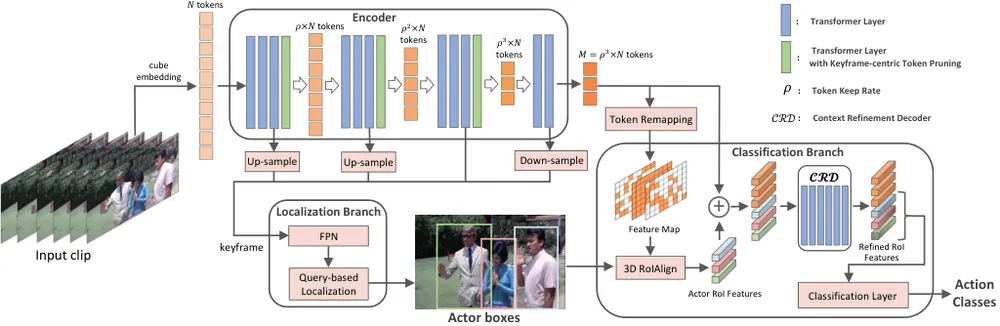 N tokens
Encoder
ρ×N tokens
ρ²×N
tokens
ρ³×N
tokens
M = ρ³×N tokens
: Transformer Layer
: Transformer Layer
with Keyframe-centric Token Pruning
ρ : Token Keep Rate
CRD : Context Refinement Decoder
cube
embedding
Token Remapping
Up-sample
Up-sample
Down-sample
Classification Branch
CRD
Input clip
Localization Branch
keyframe
FPN
Query-based
Localization
Actor boxes
Feature Map
+
3D RoIAlign
Actor RoI Features
Refined RoI
Features
Classification Layer
Action
Classes